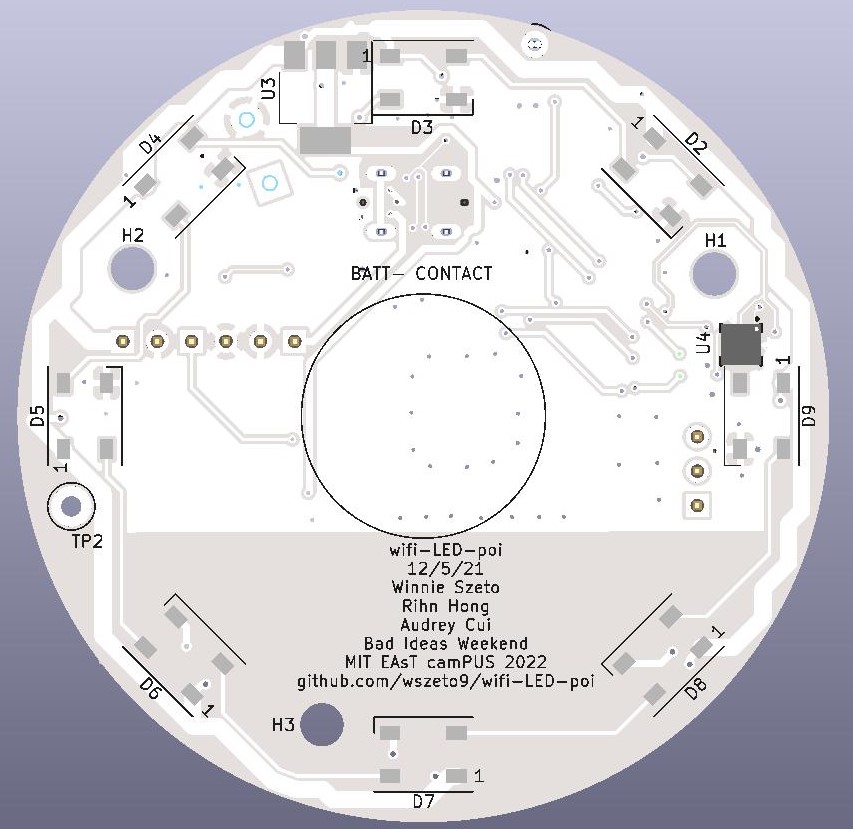 1
U3
D3
D4
1
1
D2
H2
H1
BATT- CONTACT
U4
1
D5
D9
1
TP2
wifi-LED-poi
12/5/21
Winnie Szeto
Rihn Hong
Audrey Cui
Bad Ideas Weekend
MIT EAsT camPUS 2022
github.com/wszeto9/wifi-LED-poi
1
D6
1
D8
H3
1
D7